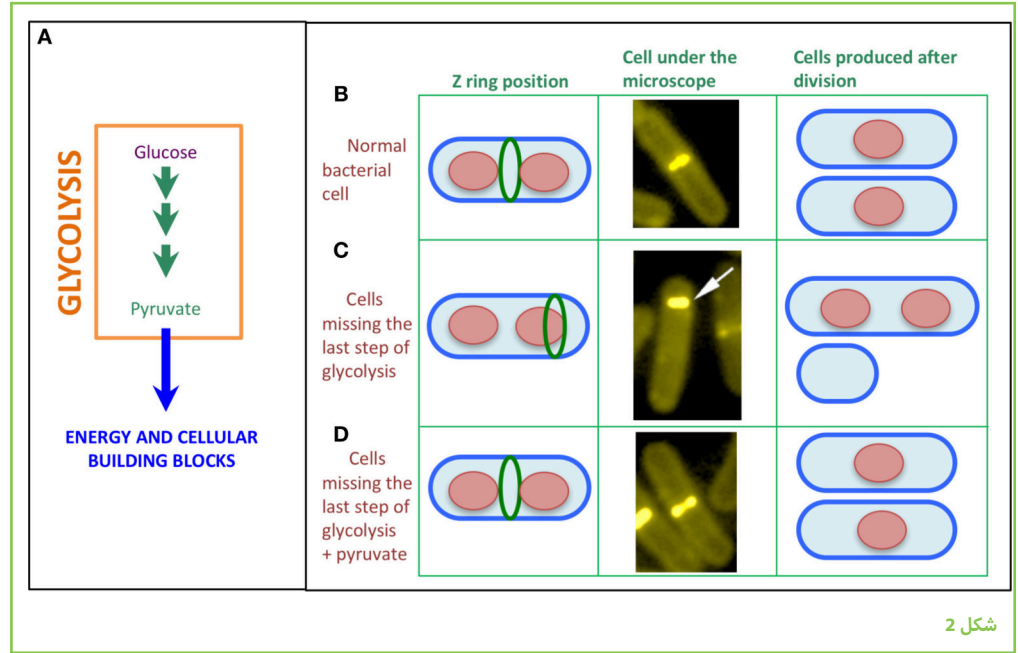 A
GLYCOLYSIS
Glucose
Pyruvate
ENERGY AND CELLULAR
BUILDING BLOCKS
Z ring position
Cell under the
microscope
Cells produced after
division
B
Normal
bacterial
cell
C
Cells
missing the
last step of
glycolysis
D
Cells
missing the
last step of
glycolysis
+ pyruvate
شكل 2